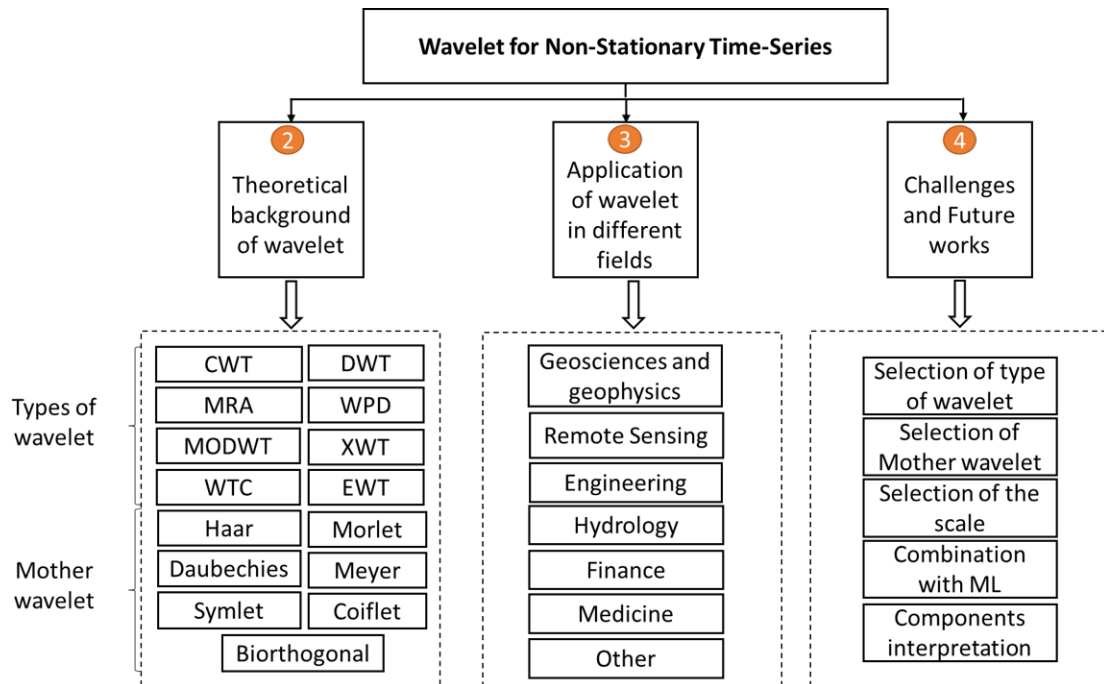 Wavelet for Non-Stationary Time-Series
2
Theoretical
background
of wavelet
3
Application
of wavelet
in different
fields
4
Challenges
and Future
works
Types of
wavelet
CWT
DWT
MRA
WPD
MODWT
XWT
WTC
EWT
Mother
wavelet
Haar
Morlet
Daubechies
Meyer
Symlet
Coiflet
Biorthogonal
Geosciences and
geophysics
Remote Sensing
Engineering
Hydrology
Finance
Medicine
Other
Selection of type
of wavelet
Selection of
Mother wavelet
Selection of the
scale
Combination
with ML
Components
interpretation